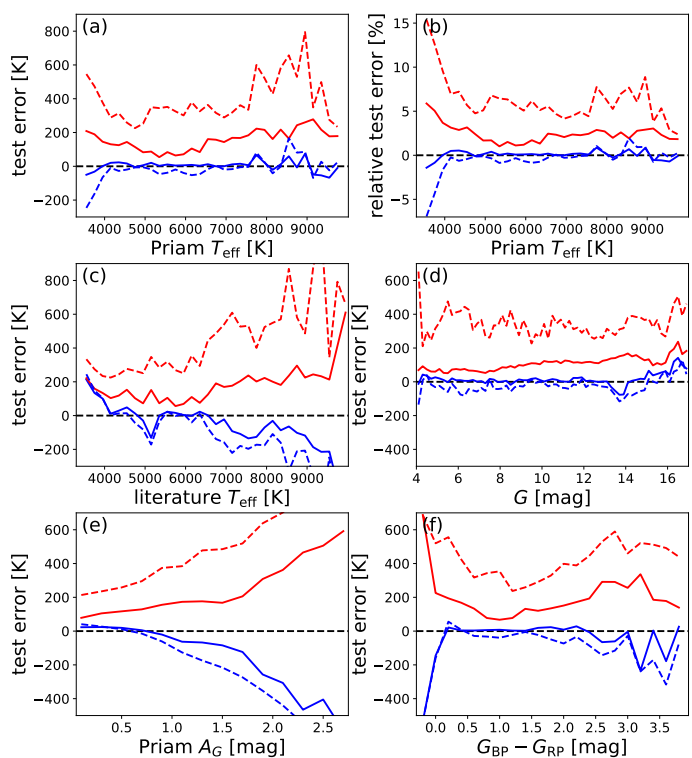 (a)
test error [K]
800
600
400
200
0
−200
4000 5000 6000 7000 8000 9000
Priam T_eff [K]
(b)
relative test error [%]
15
10
5
0
−5
4000 5000 6000 7000 8000 9000
Priam T_eff [K]
(c)
test error [K]
800
600
400
200
0
−200
4000 5000 6000 7000 8000 9000
literature T_eff [K]
(d)
test error [K]
600
400
200
0
−200
−400
4 6 8 10 12 14 16
G [mag]
(e)
test error [K]
600
400
200
0
−200
−400
0.5 1.0 1.5 2.0 2.5
Priam A_G [mag]
(f)
test error [K]
600
400
200
0
−200
−400
0.0 0.5 1.0 1.5 2.0 2.5 3.0 3.5
G_BP − G_RP [mag]